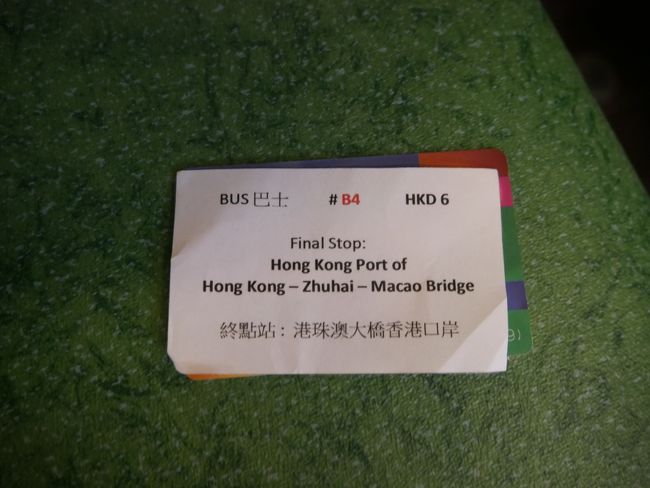 BUS 巴士 # B4 HKD 6
Final Stop:
Hong Kong Port of
Hong Kong – Zhuhai – Macao Bridge
終點站 : 港珠澳大橋香港口岸
9)